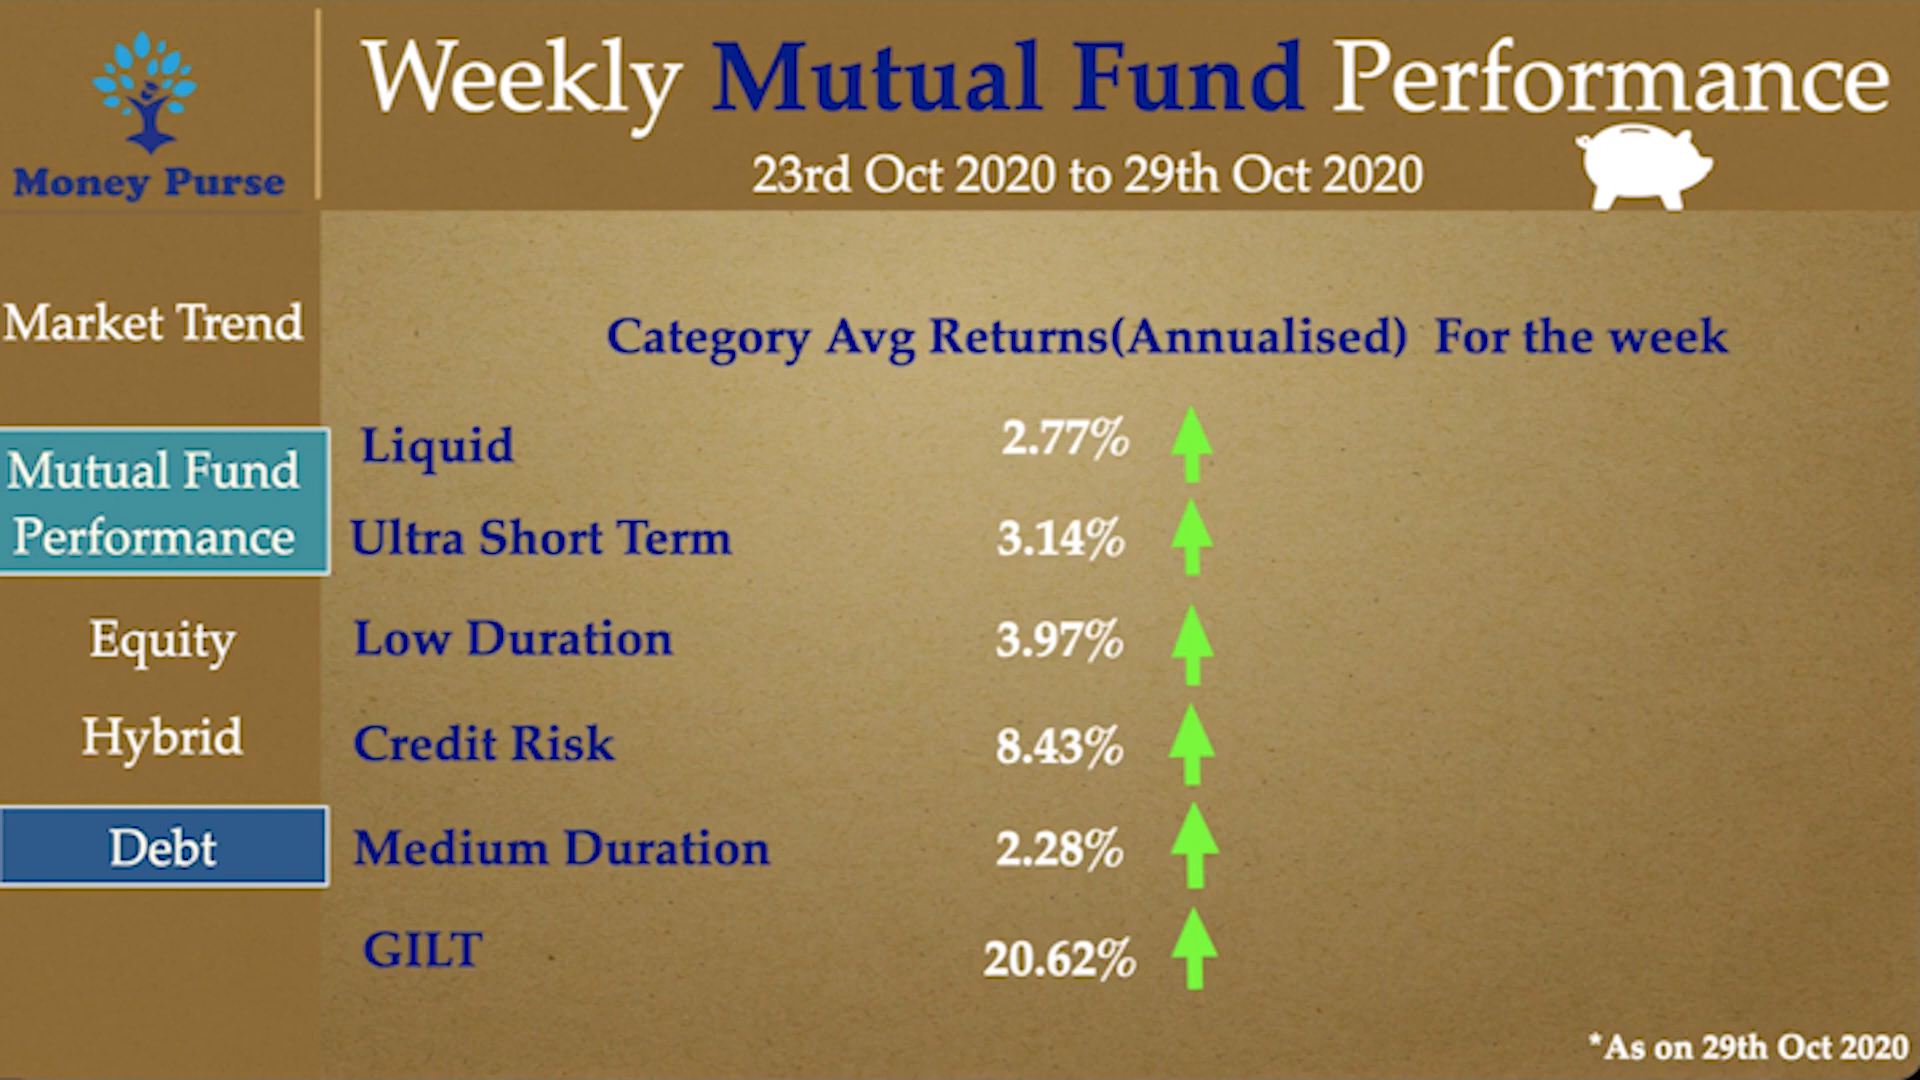 Money Purse
Weekly Mutual Fund Performance
23rd Oct 2020 to 29th Oct 2020
Market Trend
Mutual Fund
Performance
Equity
Hybrid
Debt
Category Avg Returns(Annualised) For the week
Liquid 2.77%
Ultra Short Term 3.14%
Low Duration 3.97%
Credit Risk 8.43%
Medium Duration 2.28%
GILT 20.62%
*As on 29th Oct 2020